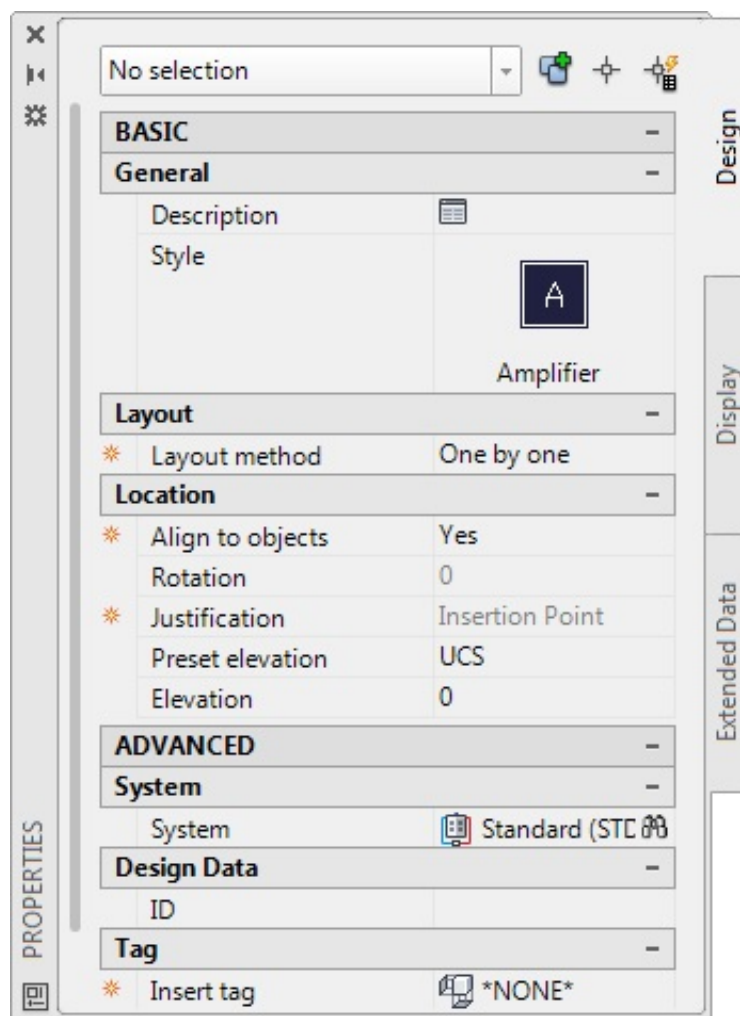 No selection
BASIC
General
Description
Style
A
Amplifier
Layout
Layout method One by one
Location
Align to objects Yes
Rotation 0
Justification Insertion Point
Preset elevation UCS
Elevation 0
ADVANCED
System
System Standard (STD
Design Data
ID
Tag
Insert tag *NONE*
Design
Display
Extended Data
PROPERTIES